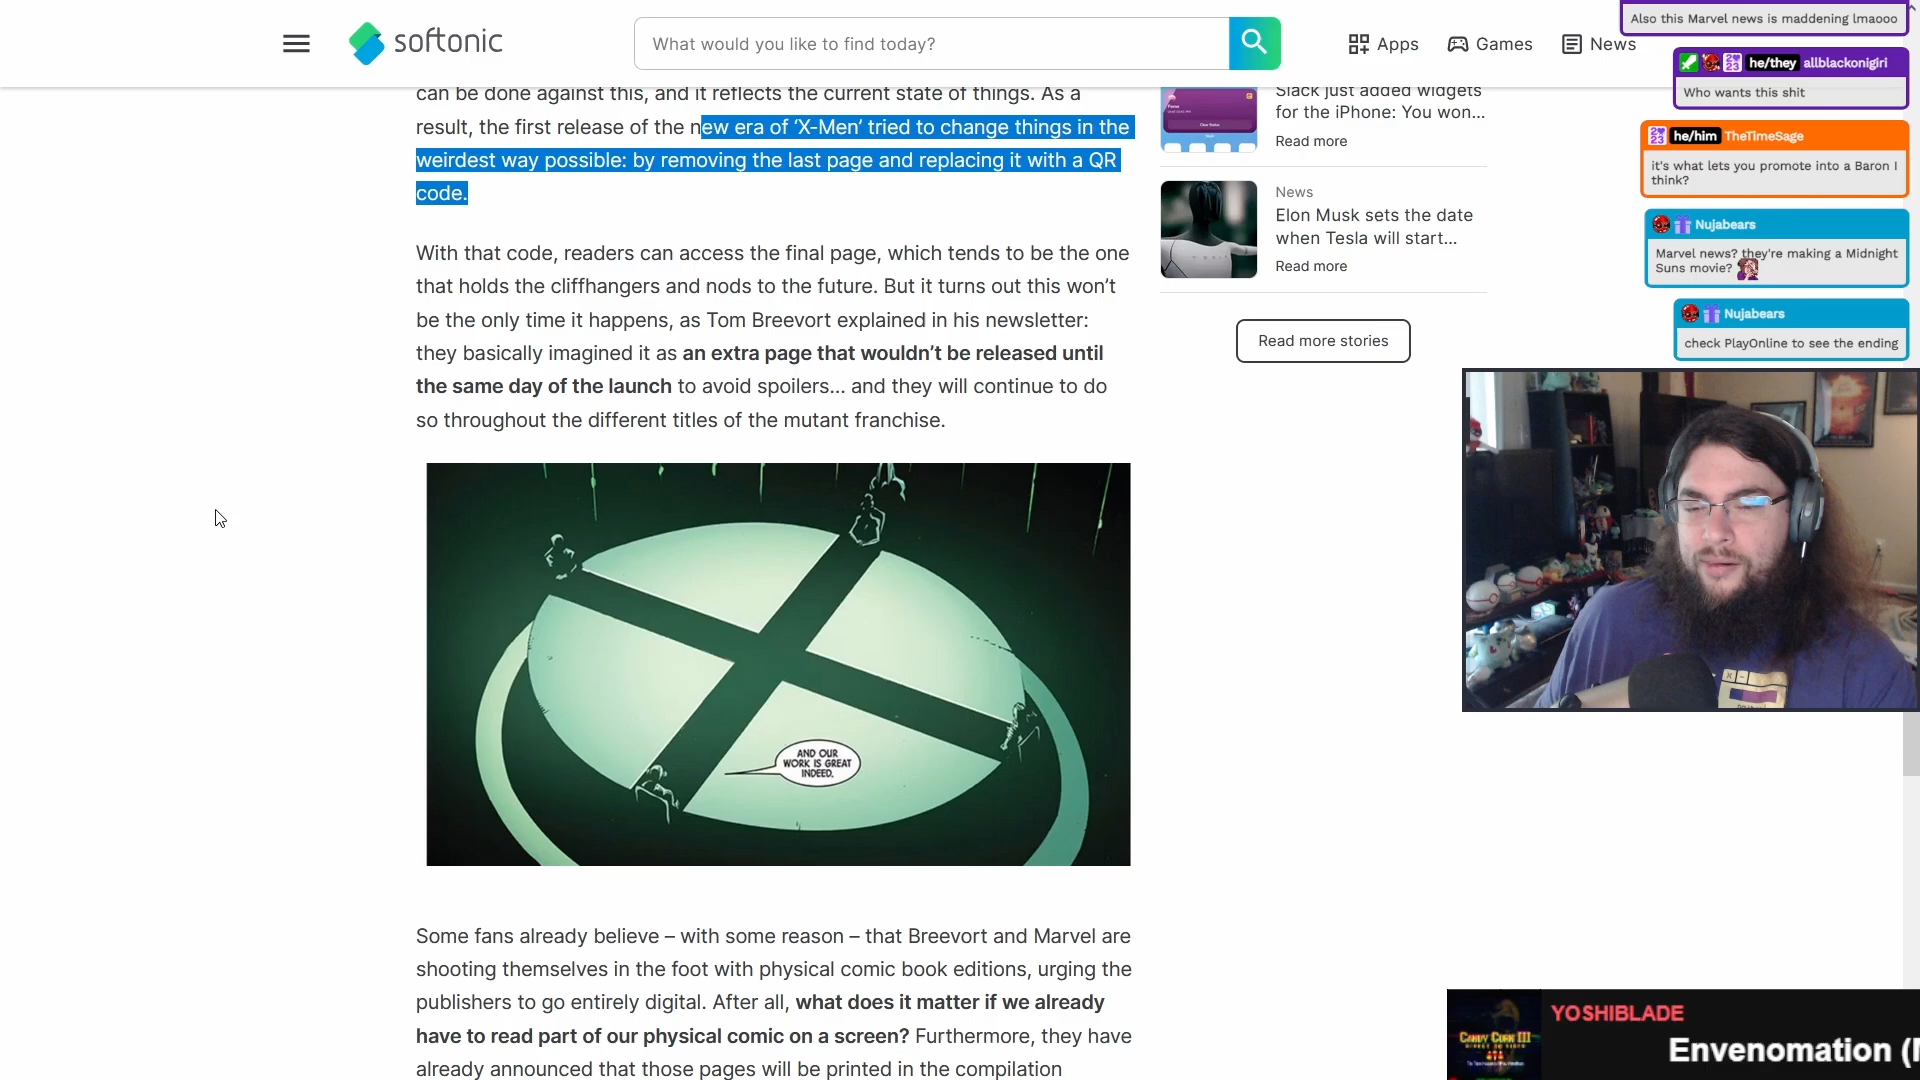 softonic
What would you like to find today?
Apps
Games
News
can be done against this, and it reflects the current state of things. As a
result, the first release of the new era of ‘X-Men’ tried to change things in the
weirdest way possible: by removing the last page and replacing it with a QR
code.
With that code, readers can access the final page, which tends to be the one
that holds the cliffhangers and nods to the future. But it turns out this won’t
be the only time it happens, as Tom Breevort explained in his newsletter:
they basically imagined it as an extra page that wouldn’t be released until
the same day of the launch to avoid spoilers… and they will continue to do
so throughout the different titles of the mutant franchise.
AND OUR
WORK IS GREAT
INDEED.
Some fans already believe – with some reason – that Breevort and Marvel are
shooting themselves in the foot with physical comic book editions, urging the
publishers to go entirely digital. After all, what does it matter if we already
have to read part of our physical comic on a screen? Furthermore, they have
already announced that those pages will be printed in the compilation
Slack just added widgets
for the iPhone: You won...
Read more
News
Elon Musk sets the date
when Tesla will start...
Read more
Read more stories
Also this Marvel news is maddening lmaooo
he/they allblackonigiri
Who wants this shit
he/him TheTimeSage
it's what lets you promote into a Baron I
think?
Nujabears
Marvel news? they're making a Midnight
Suns movie?
Nujabears
check PlayOnline to see the ending
CANDY CORN III
YOSHIBLADE
Envenomation (